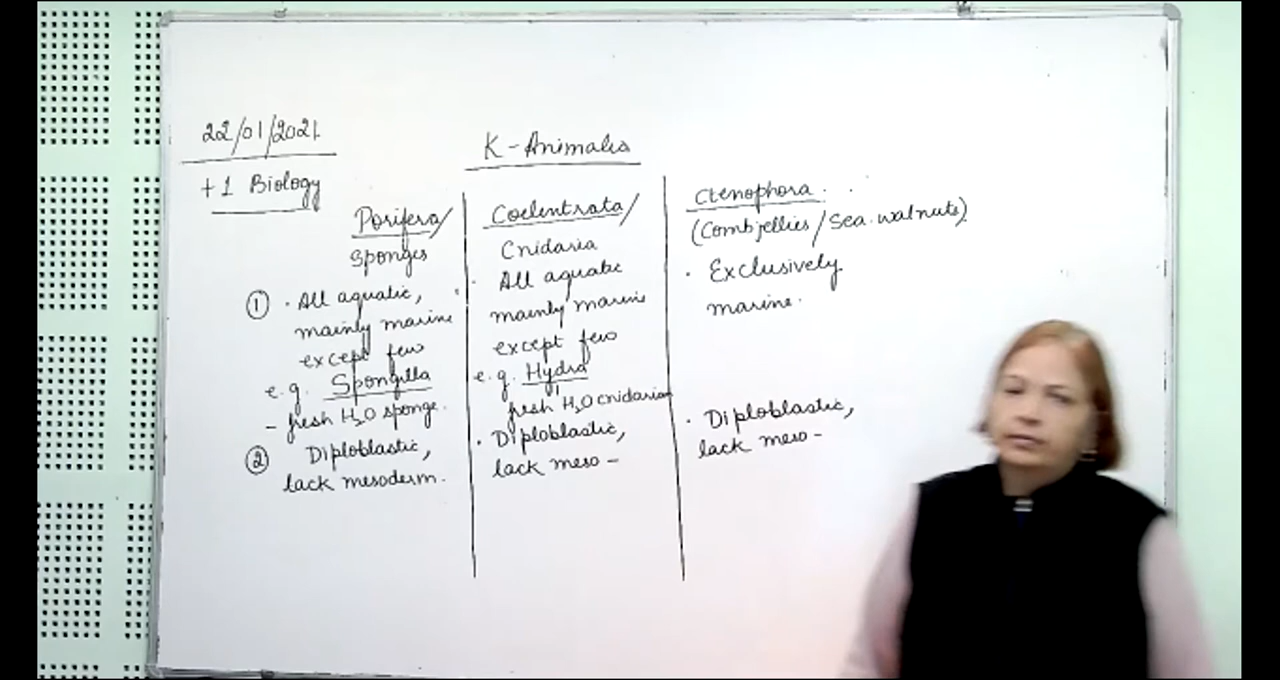 22/01/2021
+1 Biology
K-Animalia
Porifera/
Sponges
① · All aquatic,
mainly marine
except few
e.g. Spongilla
- fresh H2O sponge.
② Diploblastic,
lack mesoderm.
Coelentrata/
Cnidaria
· All aquatic
mainly marine
except few
e.g. Hydra
fresh H2O cnidarian
· Diploblastic,
lack meso -
Ctenophora
(Comb jellies/Sea-walnuts)
· Exclusively
marine.
· Diploblastic,
lack meso -